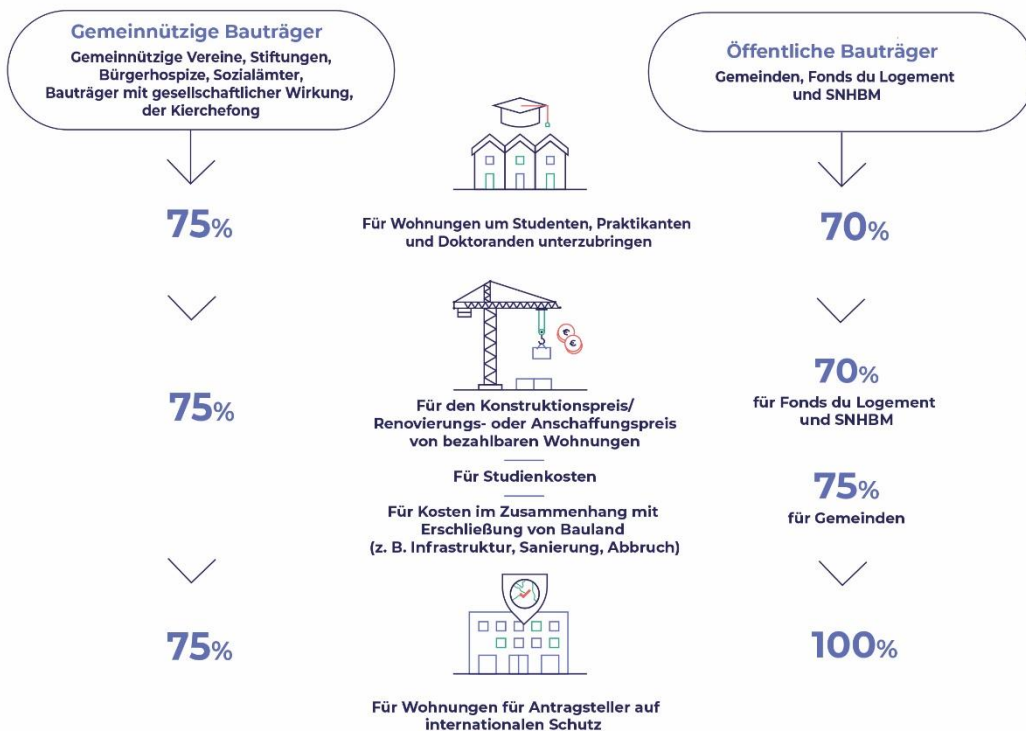 Gemeinnützige Bauträger
Gemeinnützige Vereine, Stiftungen,
Bürgerhospize, Sozialämter,
Bauträger mit gesellschaftlicher Wirkung,
der Kierchefong
Öffentliche Bauträger
Gemeinden, Fonds du Logement
und SNHBM
75%
Für Wohnungen um Studenten, Praktikanten
und Doktoranden unterzubringen
70%
€
€
75%
Für den Konstruktionspreis/
Renovierungs- oder Anschaffungspreis
von bezahlbaren Wohnungen
Für Studienkosten
Für Kosten im Zusammenhang mit
Erschließung von Bauland
(z. B. Infrastruktur, Sanierung, Abbruch)
70%
für Fonds du Logement
und SNHBM
75%
für Gemeinden
75%
Für Wohnungen für Antragsteller auf
internationalen Schutz
100%